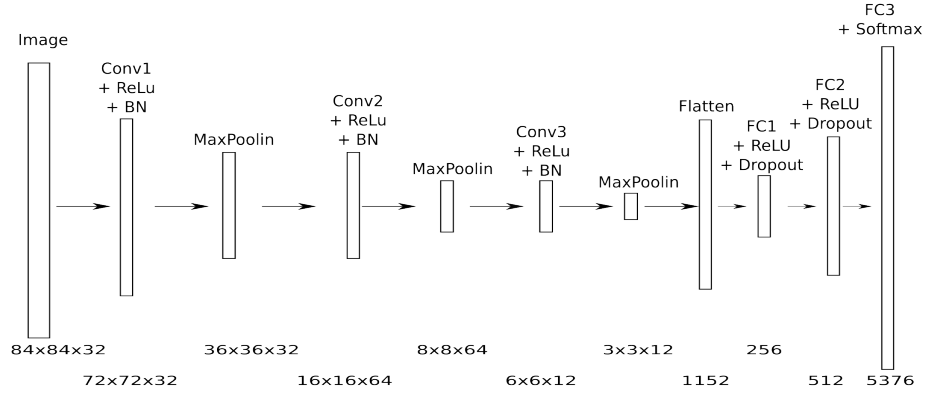 Image
Conv1
+ ReLu
+ BN
MaxPoolin
Conv2
+ ReLu
+ BN
MaxPoolin
Conv3
+ ReLu
+ BN
MaxPoolin
Flatten
FC1
+ ReLU
+ Dropout
FC2
+ ReLU
+ Dropout
FC3
+ Softmax
84x84x32
72x72x32
36x36x32
16x16x64
8x8x64
6x6x12
3x3x12
1152
256
512
5376